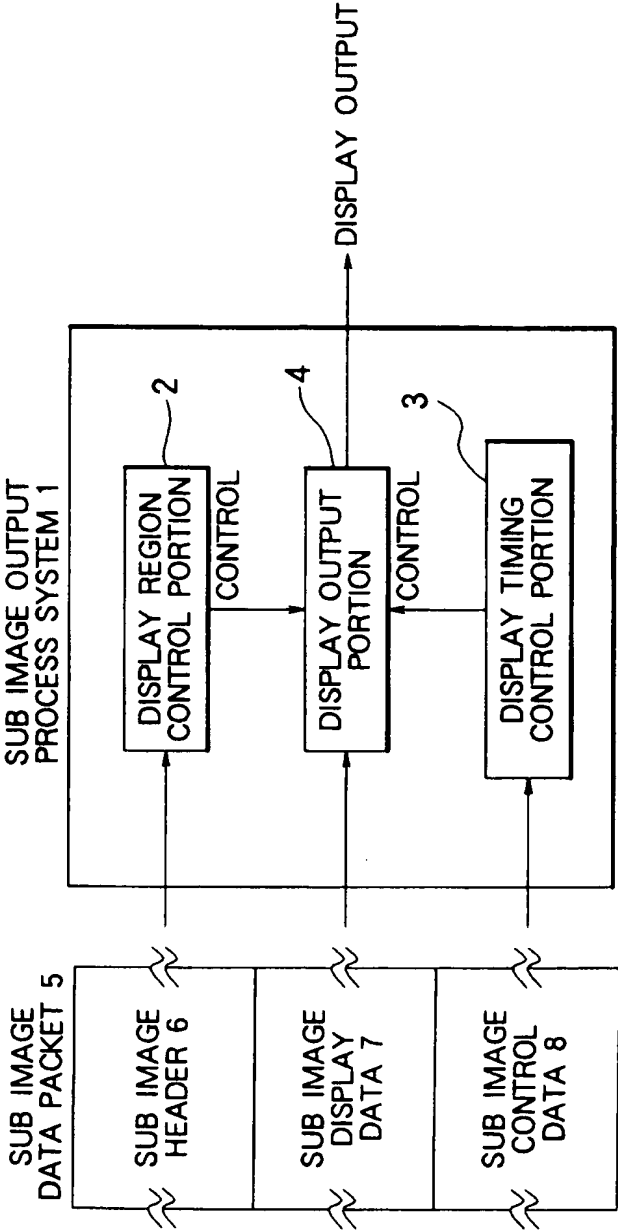 SUB IMAGE
DATA PACKET 5
SUB IMAGE
HEADER 6
SUB IMAGE
DISPLAY
DATA 7
SUB IMAGE
CONTROL
DATA 8
SUB IMAGE OUTPUT
PROCESS SYSTEM 1
DISPLAY REGION
CONTROL PORTION
2
CONTROL
DISPLAY OUTPUT
PORTION
4
CONTROL
DISPLAY TIMING
CONTROL PORTION
3
DISPLAY OUTPUT